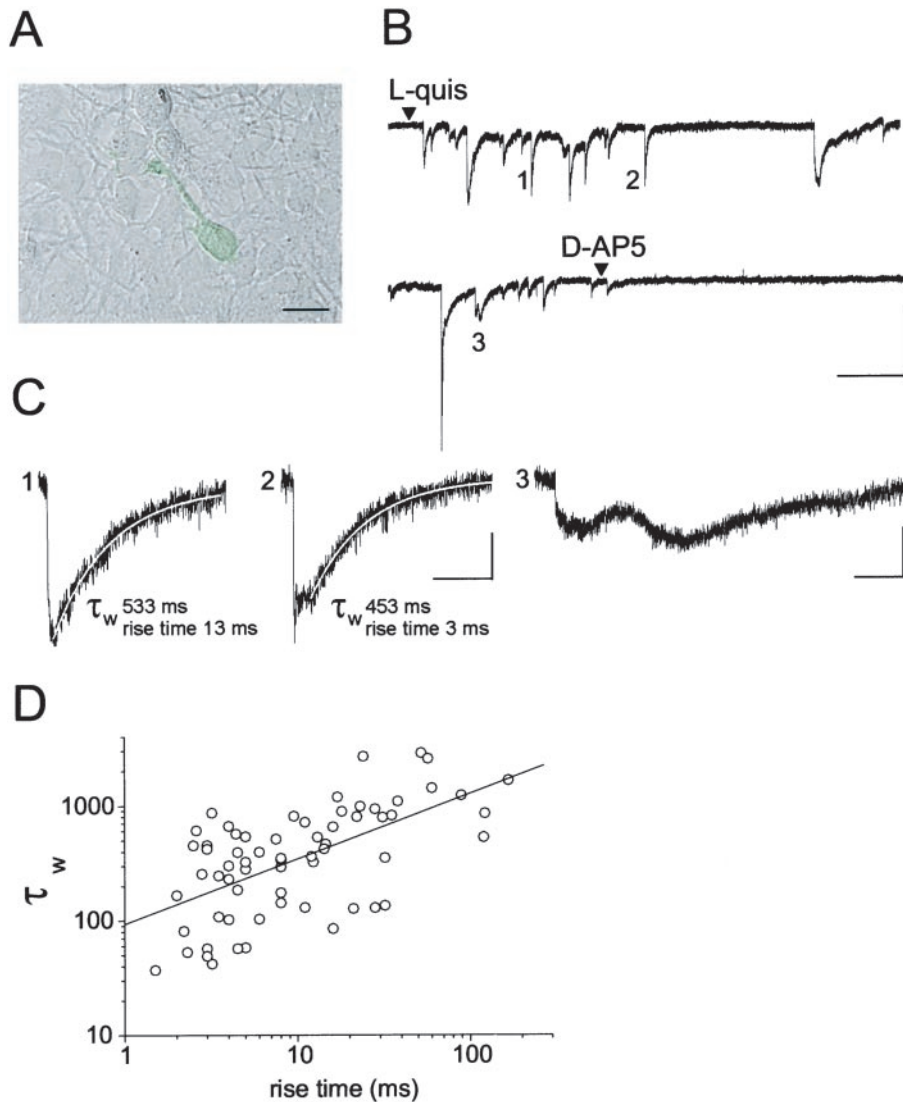 A
B
L-quis
1
2
D-AP5
3
C
1
τw 533 ms
rise time 13 ms
2
τw 453 ms
rise time 3 ms
3
D
1000
100
10
τw
1
10
100
rise time (ms)